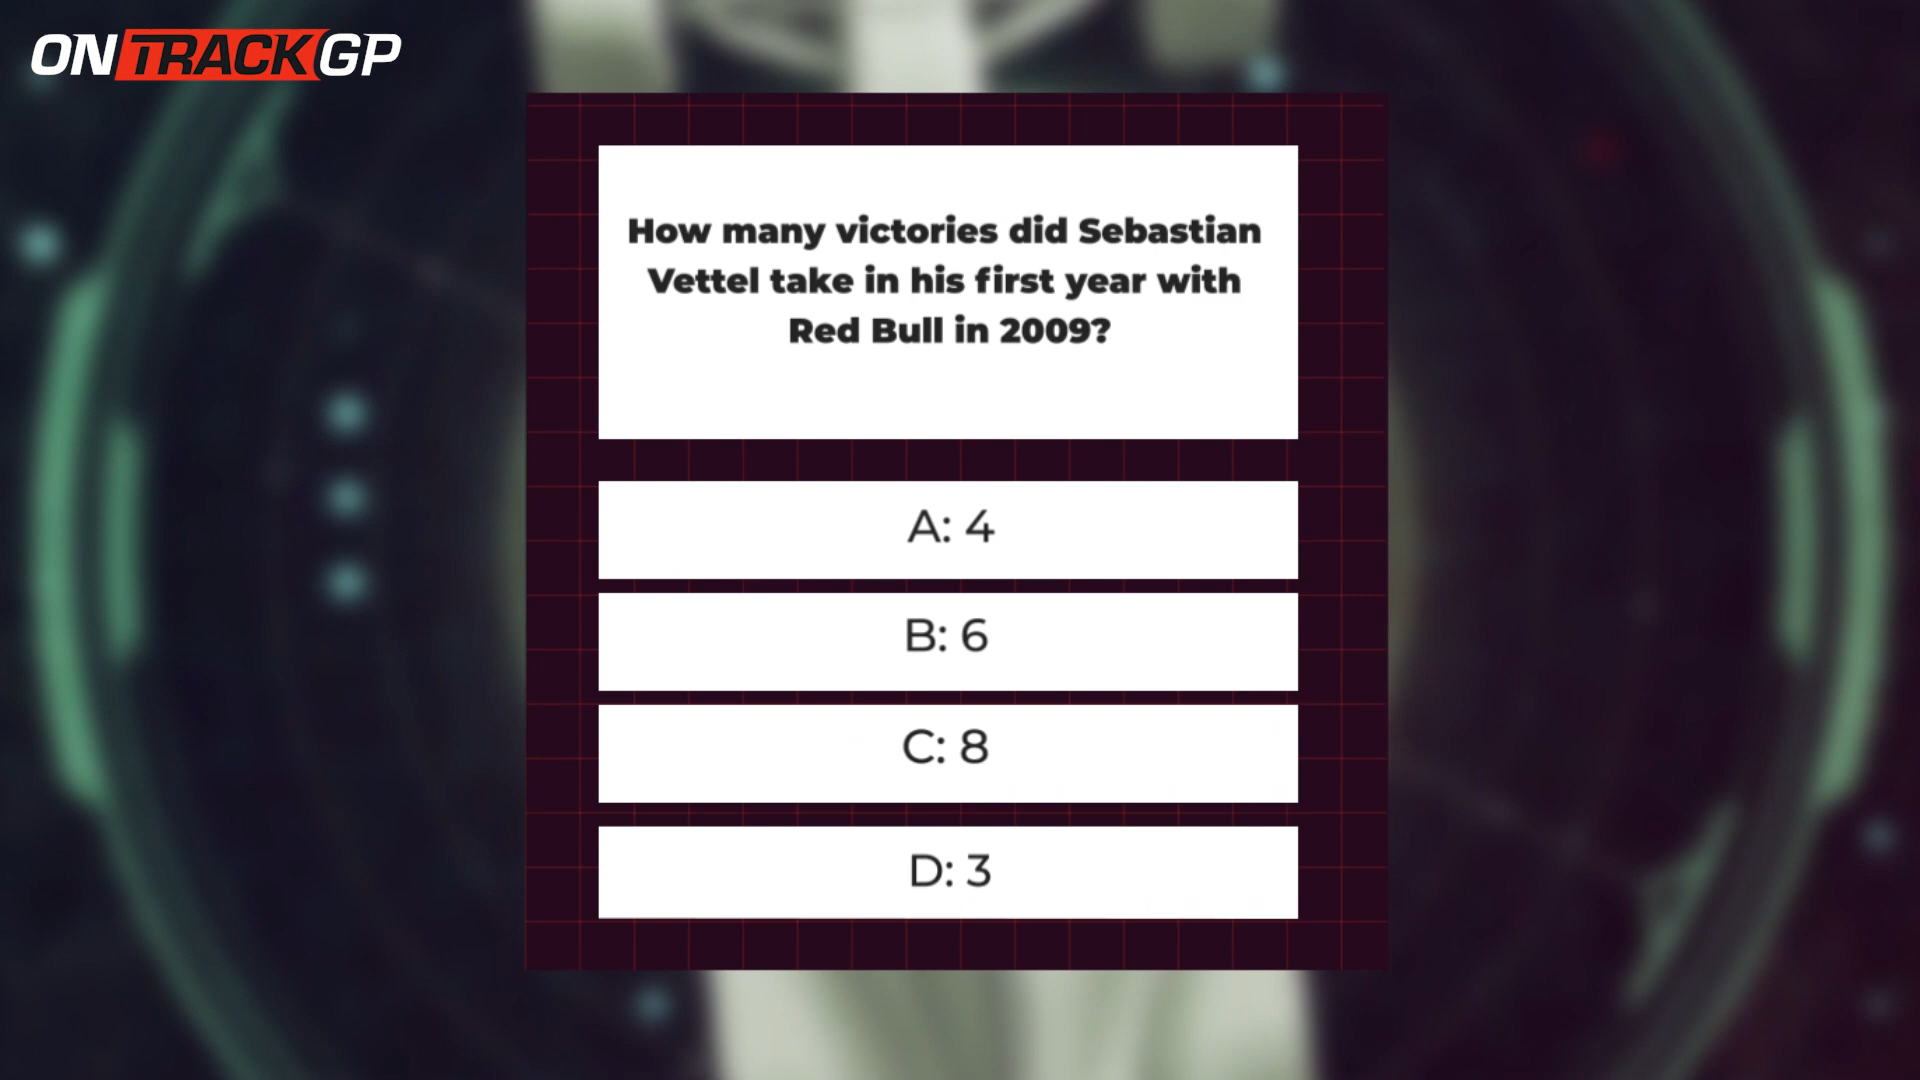 ONTRACKGP
How many victories did Sebastian
Vettel take in his first year with
Red Bull in 2009?
A: 4
B: 6
C: 8
D: 3